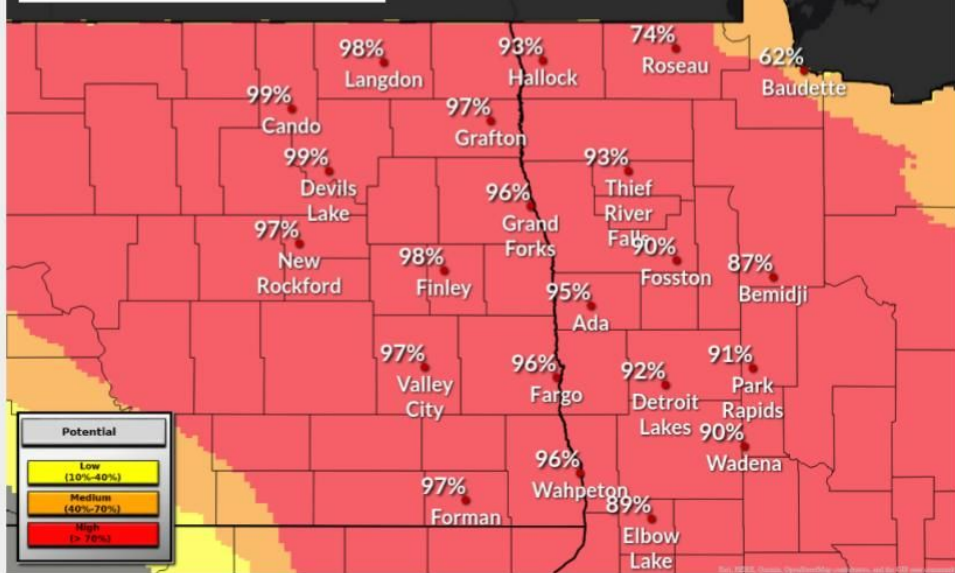 98%
Langdon
93%
Hallock
74%
Roseau
62%
Baudette
99%
Cando
97%
Grafton
99%
Devils
Lake
93%
Thief
River
Falls
96%
Grand
Forks
97%
New
Rockford
98%
Finley
90%
Fosston
87%
Bemidji
95%
Ada
97%
Valley
City
96%
Fargo
92%
Detroit
Lakes
91%
Park
Rapids
90%
Wadena
97%
Forman
96%
Wahpeton
89%
Elbow
Lake
Potential
Low
(10%-40%)
Medium
(40%-70%)
High
(> 70%)